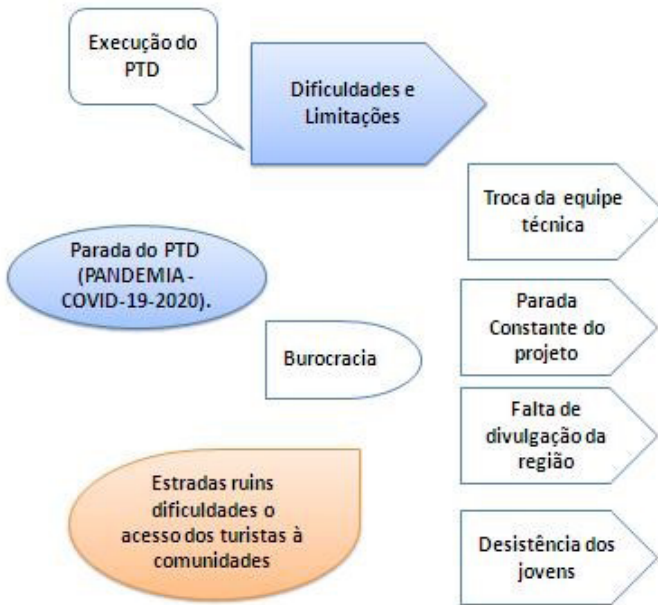 Execução do
PTD
Dificuldades e
Limitações
Troca da equipe
técnica
Parada do PTD
(PANDEMIA -
COVID-19-2020).
Parada
Constante do
projeto
Burocracia
Falta de
divulgação da
região
Estradas ruins
dificuldades o
acesso dos turistas à
comunidades
Desistência dos
jovens